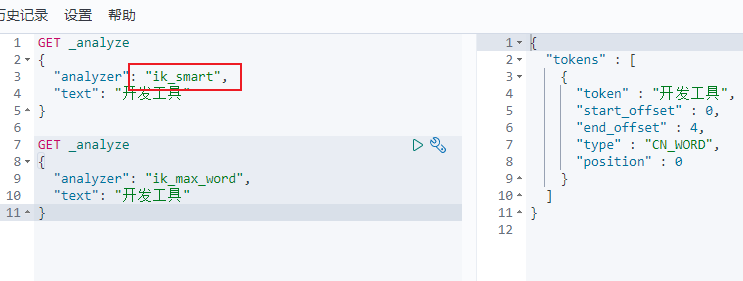 历史记录 设置 帮助
1 GET _analyze
2 {
3 "analyzer": "ik_smart",
4 "text": "开发工具"
5 }
6
7 GET _analyze
8 {
9 "analyzer": "ik_max_word",
10 "text": "开发工具"
11 }
1 {
2 "tokens" : [
3 {
4 "token" : "开发工具",
5 "start_offset" : 0,
6 "end_offset" : 4,
7 "type" : "CN_WORD",
8 "position" : 0
9 }
10 ]
11 }
12